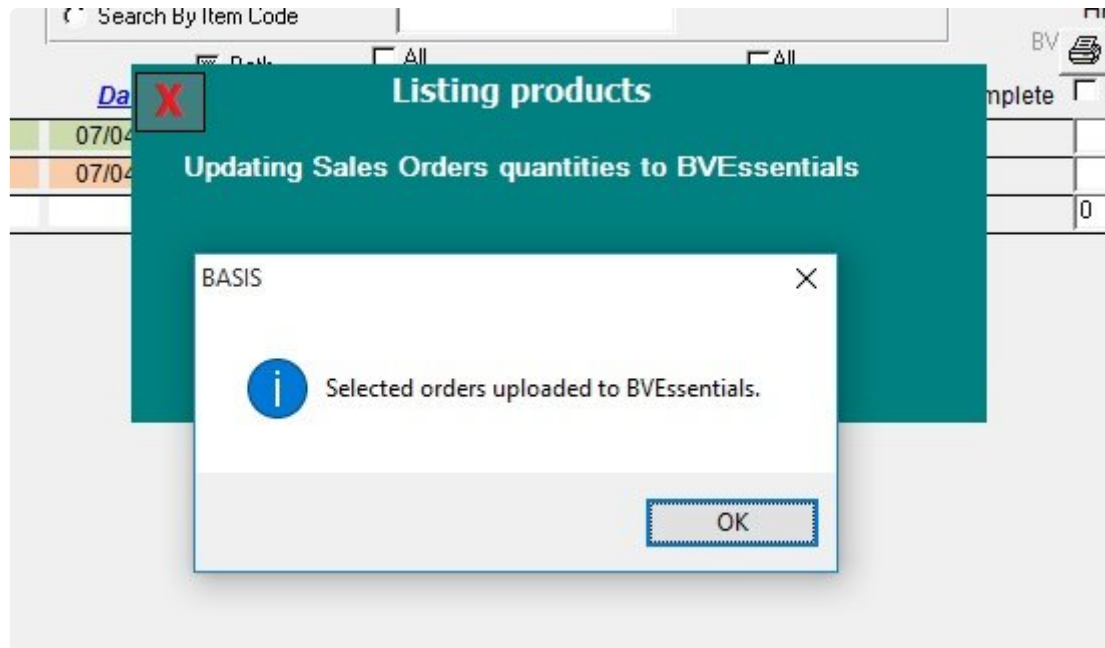 Search By Item Code
BV
All
All
Da
X
Listing products
mplete
07/04
07/04
Updating Sales Orders quantities to BVEssentials
0
BASIS
Selected orders uploaded to BVEssentials.
OK